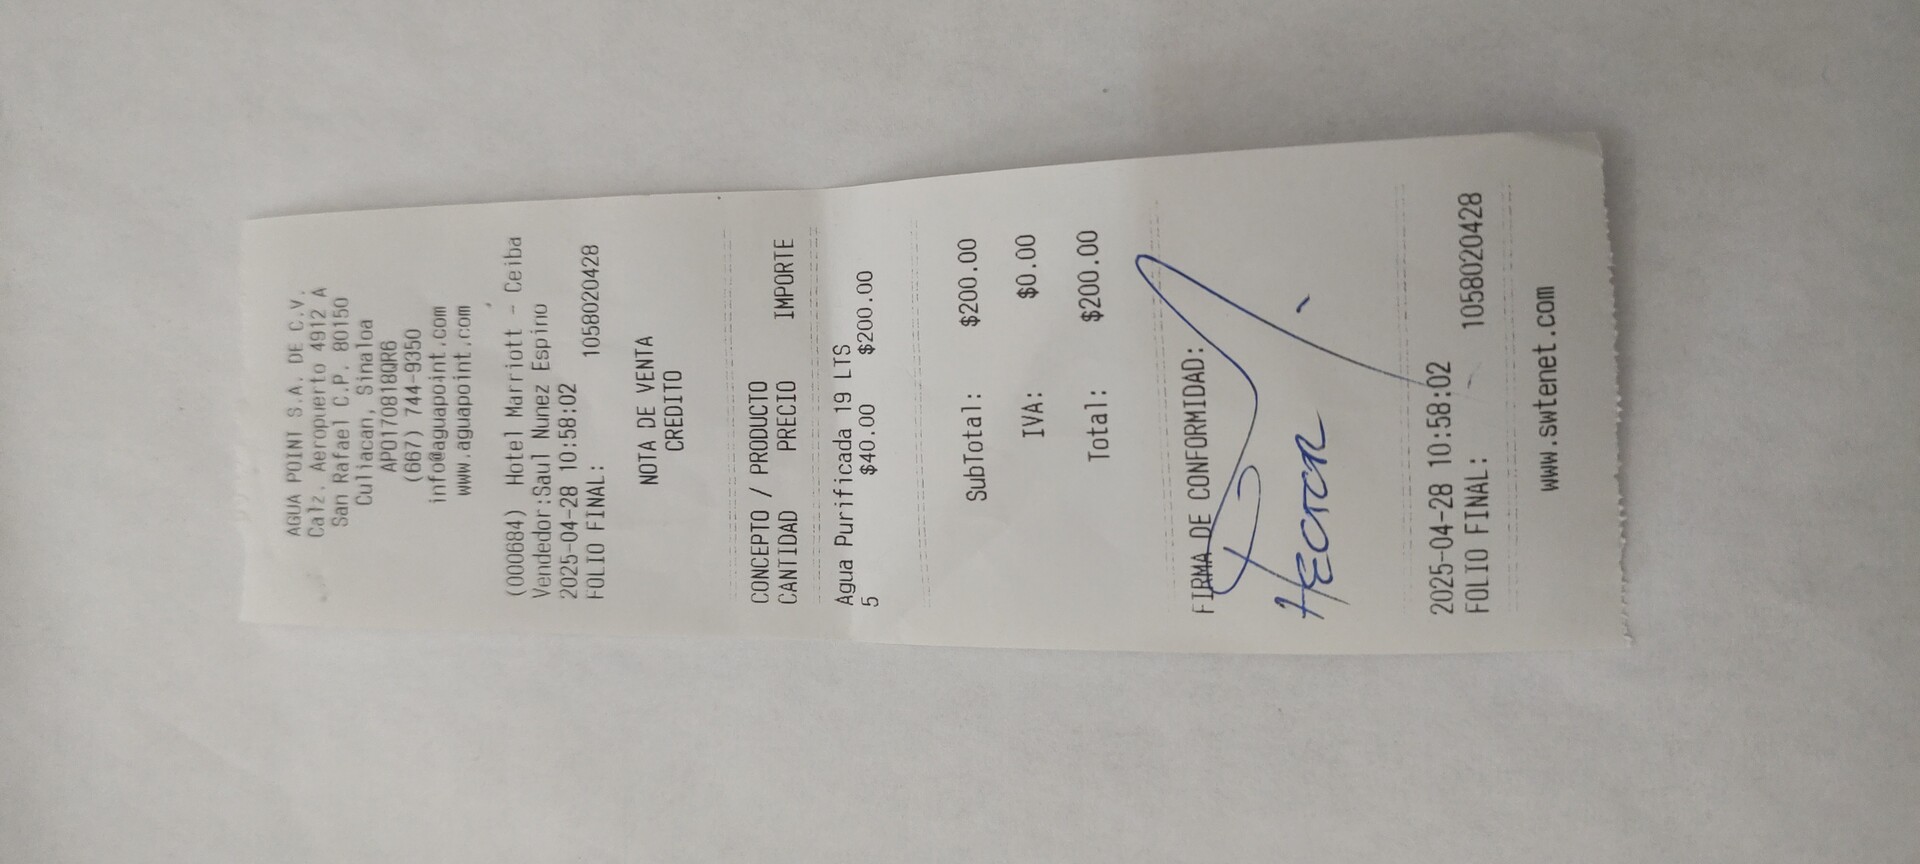 AGUA POINT S.A. DE C.V.
Calz. Aeropuerto 4912 A
San Rafael C.P. 80150
Culiacan, Sinaloa
APO170818QR6
(667) 744-9350
info@aguapoint.com
www.aguapoint.com
(000684) Hotel Marriott - Ceiba
Vendedor:Saul Nunez Espino
2025-04-28 10:58:02
FOLIO FINAL: 1058020428
NOTA DE VENTA
CREDITO
CONCEPTO / PRODUCTO
CANTIDAD PRECIO IMPORTE
Agua Purificada 19 LTS
5 $40.00 $200.00
SubTotal: $200.00
IVA: $0.00
Total: $200.00
FIRMA DE CONFORMIDAD:
HECTOR
2025-04-28 10:58:02
FOLIO FINAL: 1058020428
www.swtenet.com